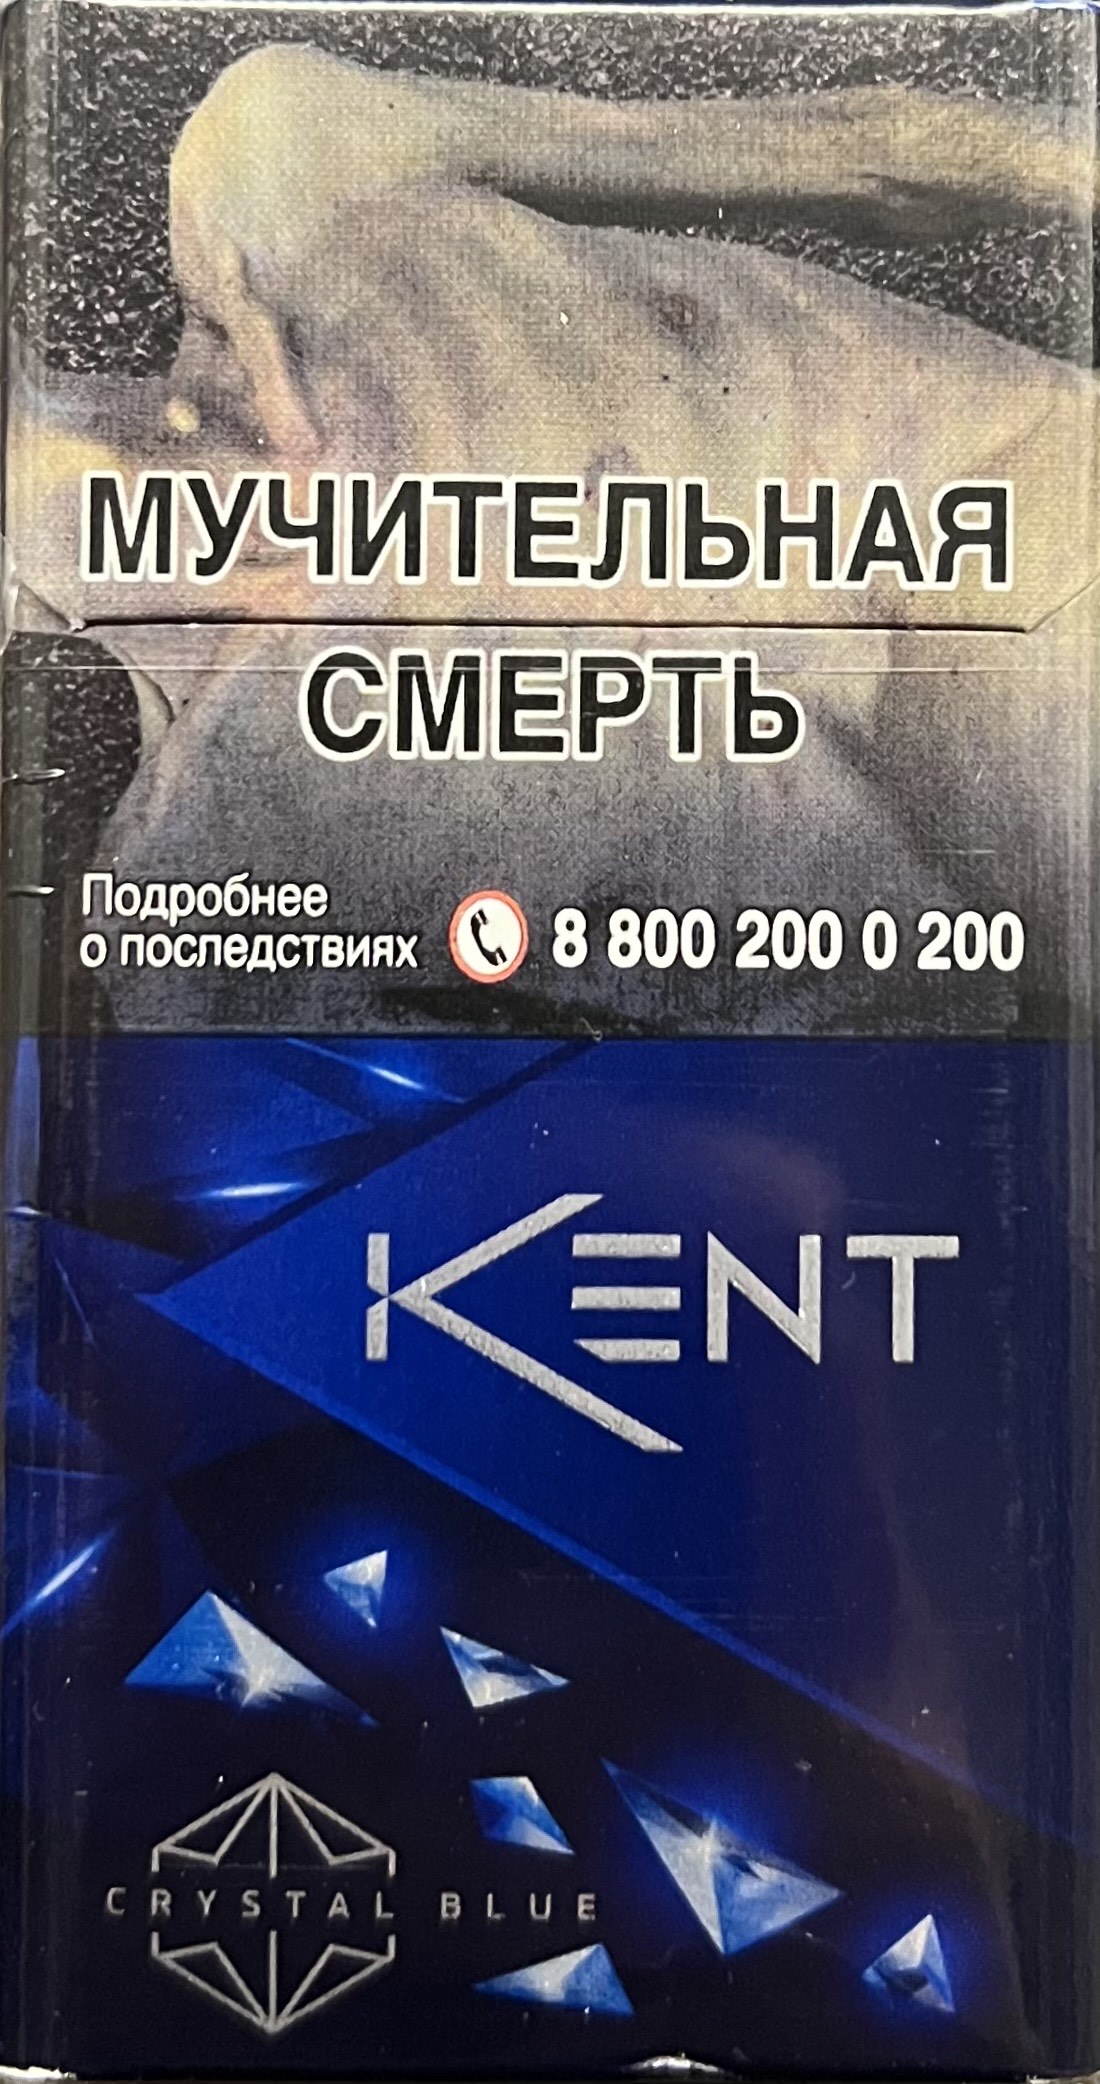 МУЧИТЕЛЬНАЯ
СМЕРТЬ
Подробнее
о последствиях
8 800 200 0 200
KENT
CRYSTAL BLUE